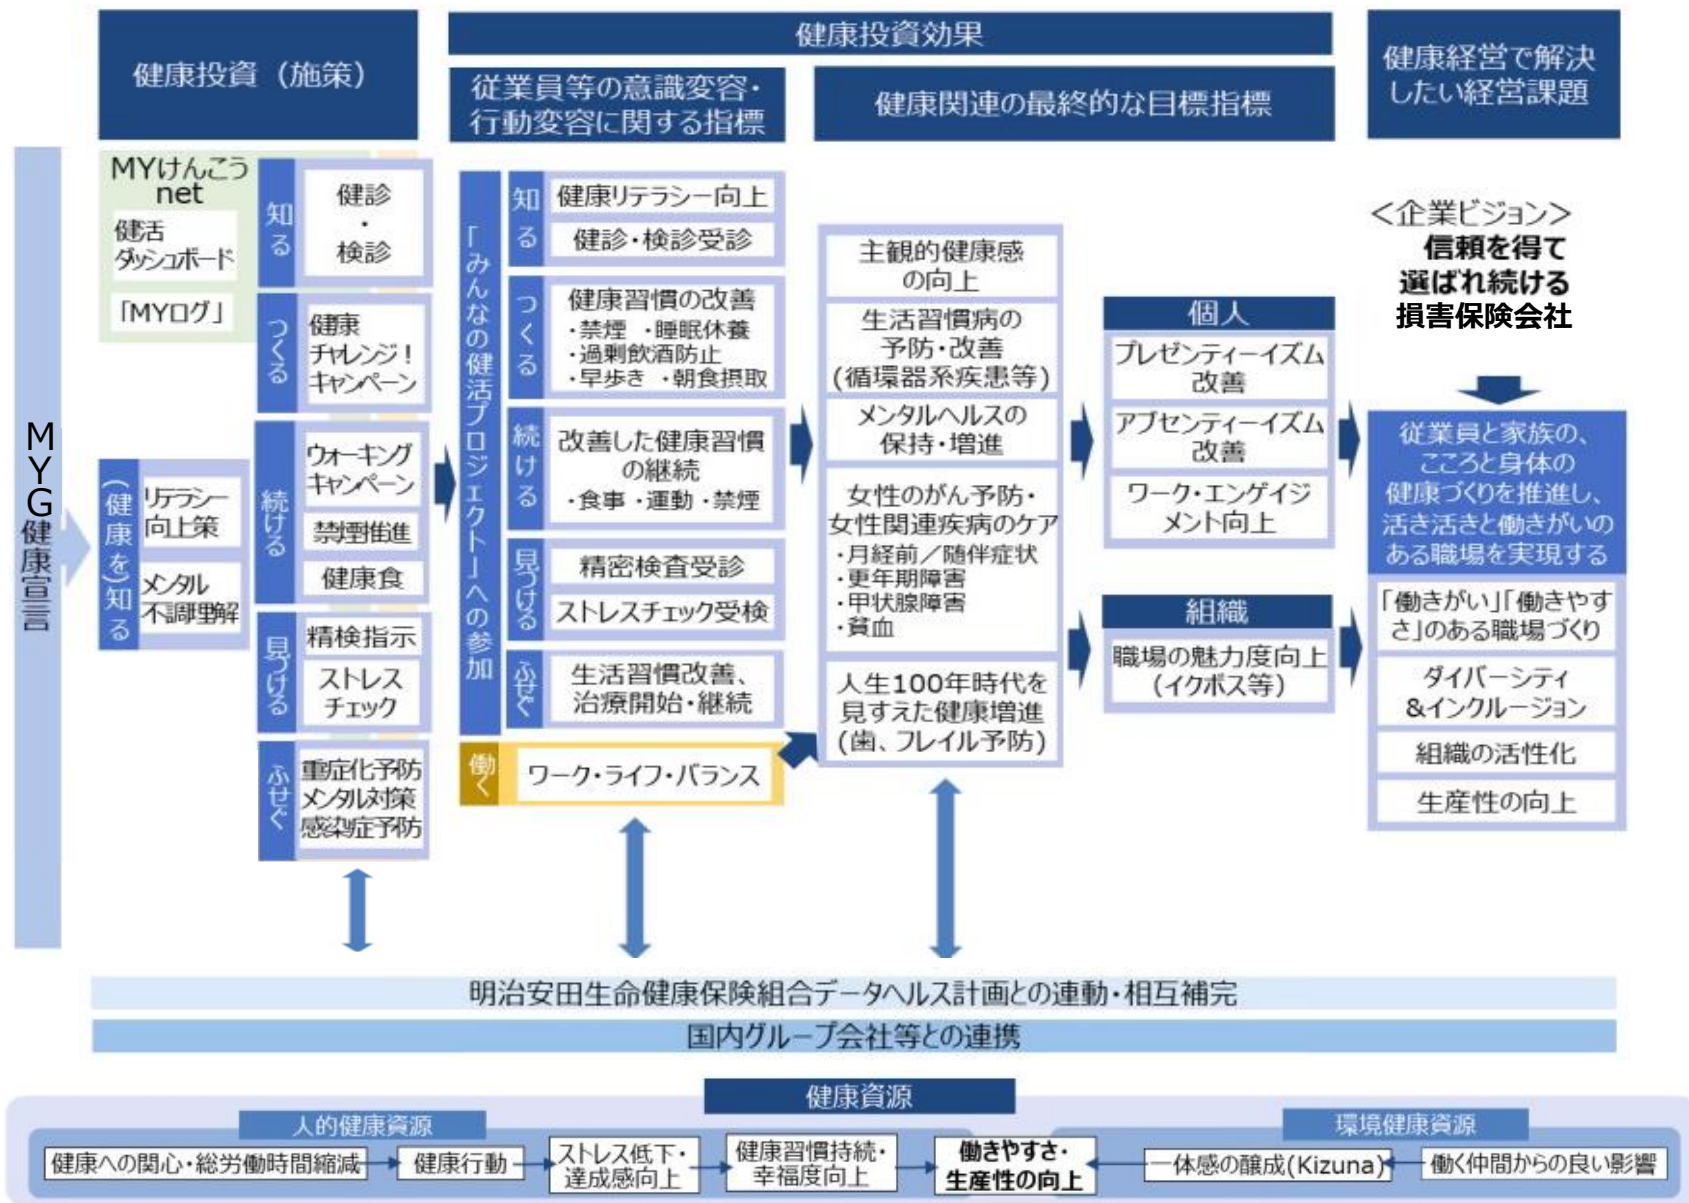 健康投資（施策）
健康投資効果
従業員等の意識変容・
行動変容に関する指標
健康関連の最終的な目標指標
健康経営で解決
したい経営課題
MYG健康宣言
MYけんこう
net
健活
ダッシュボード
「MYログ」
(健康を)知る
リテラシー
向上策
メンタル
不調理解
知る
健診
・
検診
つくる
健康
チャレンジ！
キャンペーン
続ける
ウォーキング
キャンペーン
禁煙推進
健康食
見つける
精検指示
ストレス
チェック
ふせぐ
重症化予防
メンタル対策
感染症予防
「みんなの健活プロジェクト」への参加
知る
健康リテラシー向上
健診・検診受診
つくる
健康習慣の改善
・禁煙 ・睡眠休養
・過剰飲酒防止
・早歩き ・朝食摂取
続ける
改善した健康習慣
の継続
・食事 ・運動 ・禁煙
見つける
精密検査受診
ストレスチェック受検
ふせぐ
生活習慣改善、
治療開始・継続
働く
ワーク・ライフ・バランス
主観的健康感
の向上
生活習慣病の
予防・改善
(循環器系疾患等)
メンタルヘルスの
保持・増進
女性のがん予防・
女性関連疾病のケア
・月経前／随伴症状
・更年期障害
・甲状腺障害
・貧血
人生100年時代を
見すえた健康増進
(歯、フレイル予防)
個人
プレゼンティーイズム
改善
アブセンティーイズム
改善
ワーク・エンゲイジ
メント向上
組織
職場の魅力度向上
(イクボス等)
＜企業ビジョン＞
信頼を得て
選ばれ続ける
損害保険会社
従業員と家族の、
こころと身体の
健康づくりを推進し、
活き活きと働きがいの
ある職場を実現する
「働きがい」「働きやす
さ」のある職場づくり
ダイバーシティ
&インクルージョン
組織の活性化
生産性の向上
明治安田生命健康保険組合データヘルス計画との連動・相互補完
国内グループ会社等との連携
健康資源
人的健康資源
環境健康資源
健康への関心・総労働時間縮減
健康行動
ストレス低下・
達成感向上
健康習慣持続・
幸福度向上
働きやすさ・
生産性の向上
一体感の醸成(Kizuna)
働く仲間からの良い影響